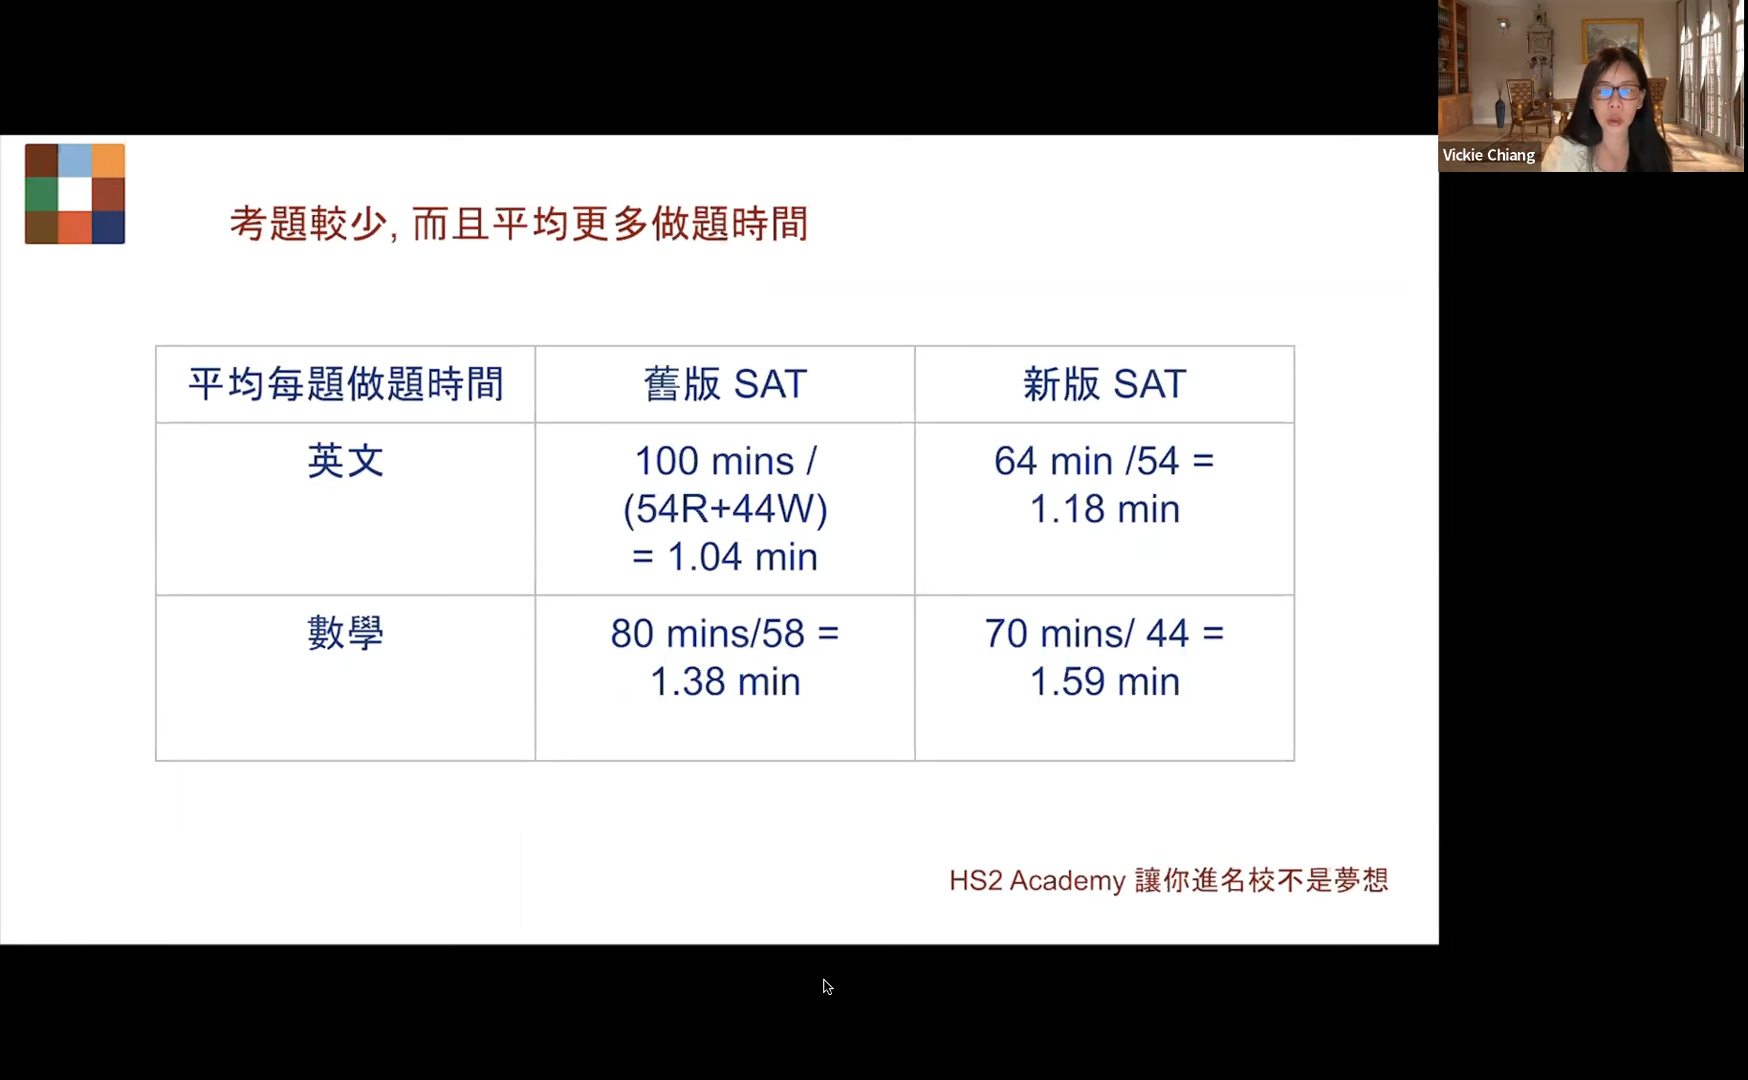 Vickie Chiang
考題較少, 而且平均更多做題時間
平均每題做題時間
舊版 SAT
新版 SAT
英文
100 mins /
(54R+44W)
= 1.04 min
64 min /54 =
1.18 min
數學
80 mins/58 =
1.38 min
70 mins/ 44 =
1.59 min
HS2 Academy 讓你進名校不是夢想